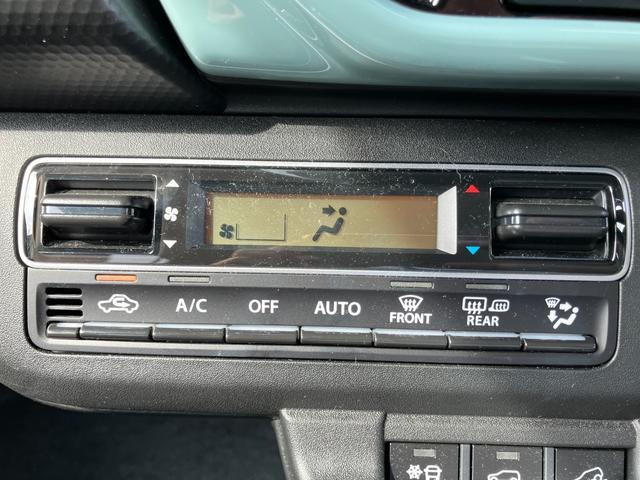 A/C OFF AUTO FRONT REAR